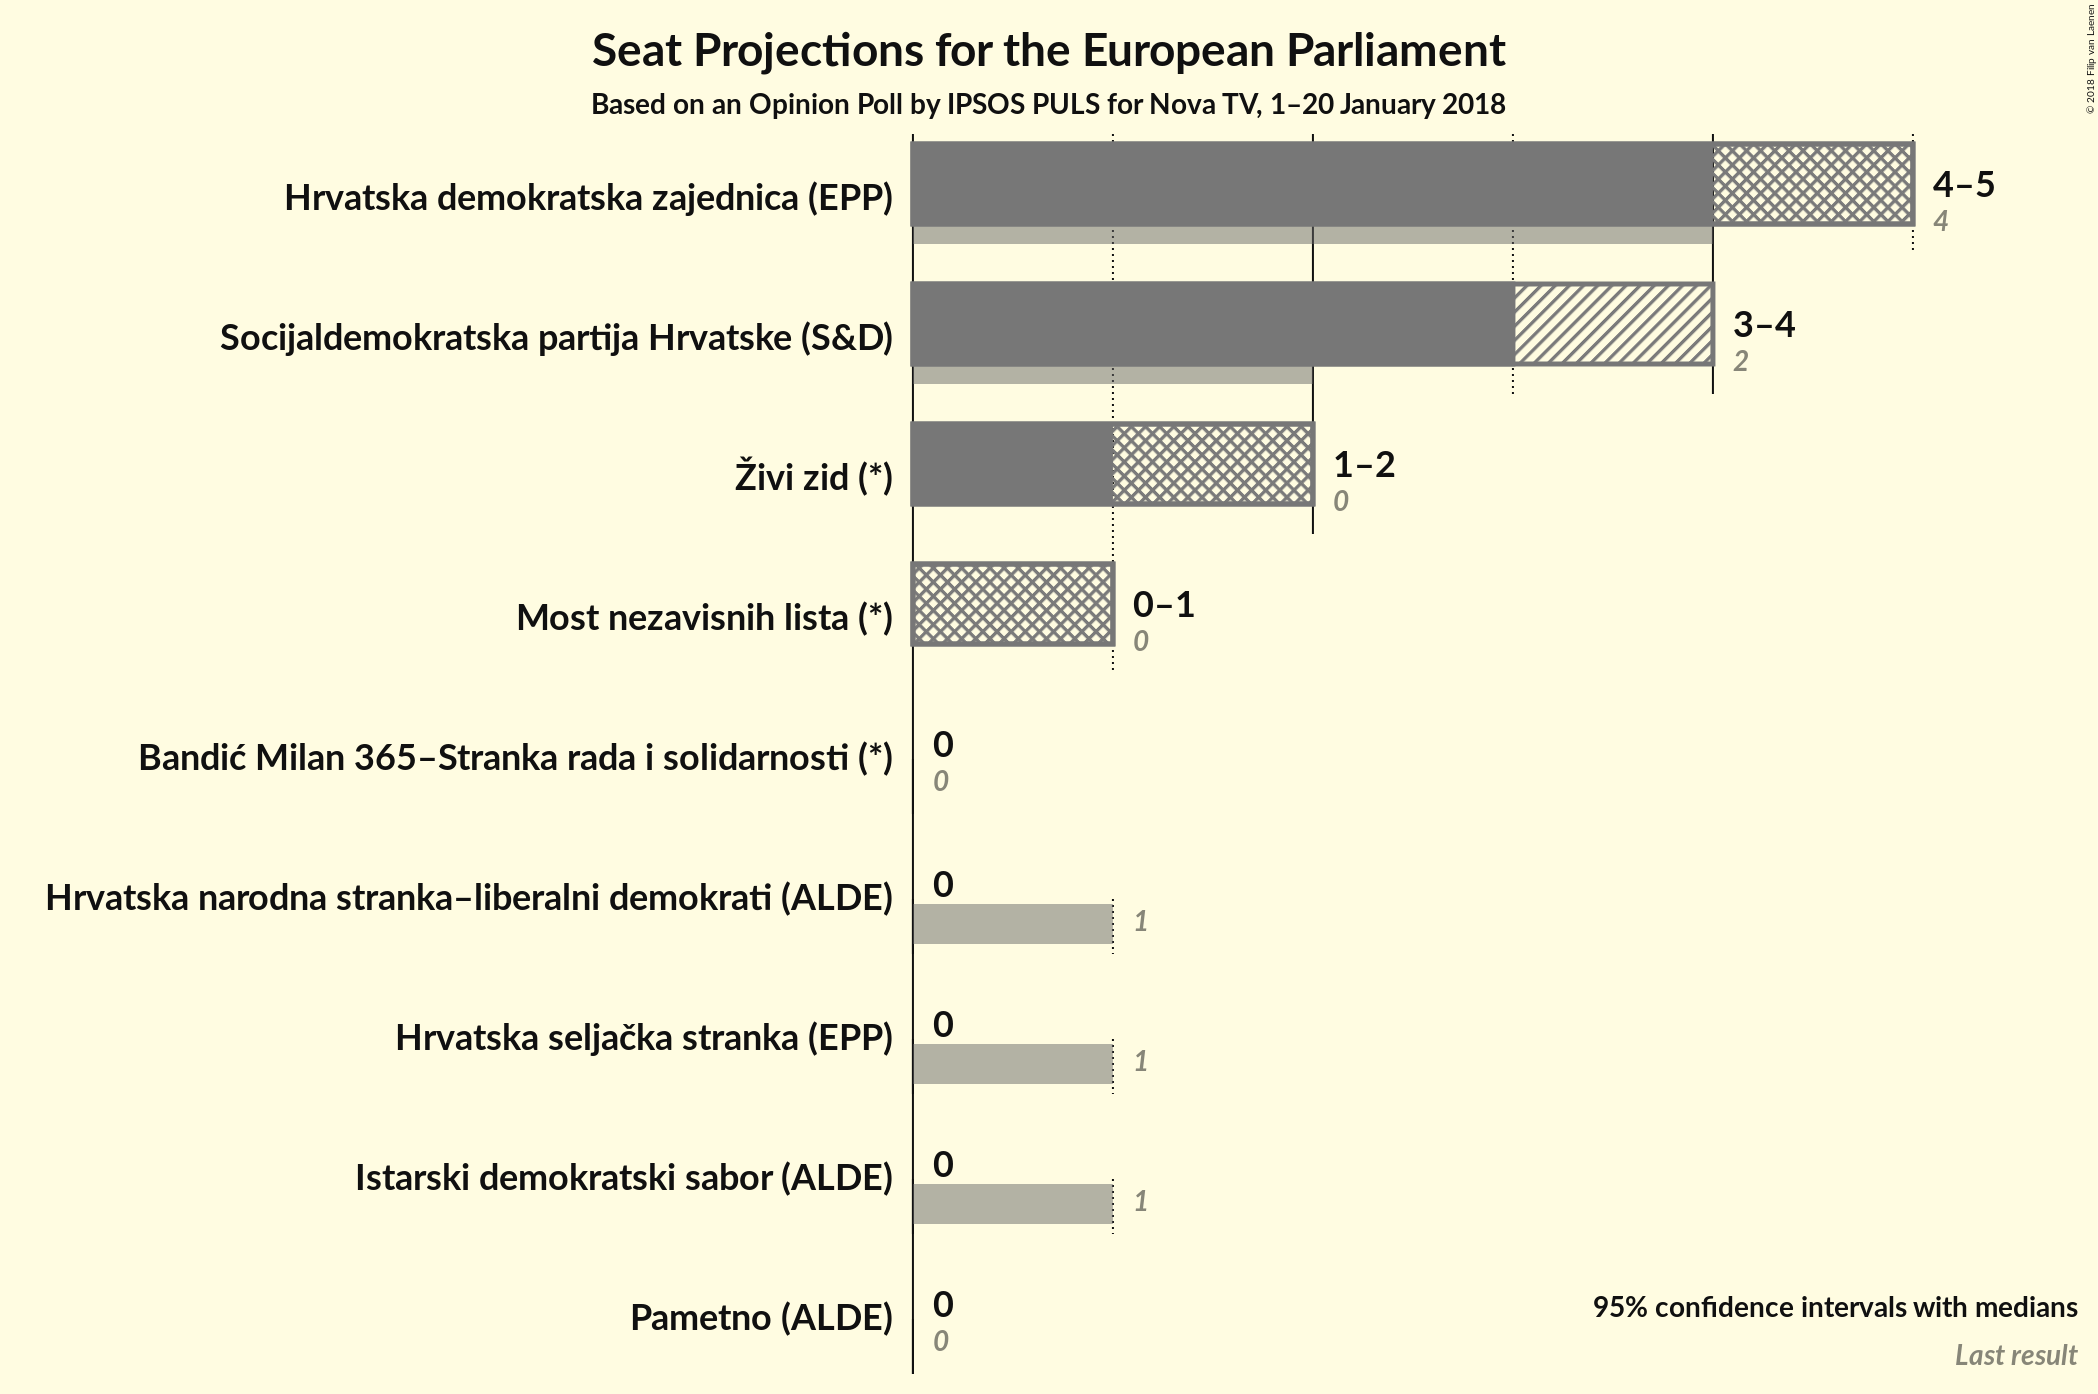 Seat Projections for the European Parliament
Based on an Opinion Poll by IPSOS PULS for Nova TV, 1–20 January 2018
© 2018 Filip van Laenen
Hrvatska demokratska zajednica (EPP)
4–5
4
Socijaldemokratska partija Hrvatske (S&D)
3–4
2
Živi zid (*)
1–2
0
Most nezavisnih lista (*)
0–1
0
Bandić Milan 365–Stranka rada i solidarnosti (*)
0
0
Hrvatska narodna stranka–liberalni demokrati (ALDE)
0
1
Hrvatska seljačka stranka (EPP)
0
1
Istarski demokratski sabor (ALDE)
0
1
Pametno (ALDE)
0
0
95% confidence intervals with medians
Last result